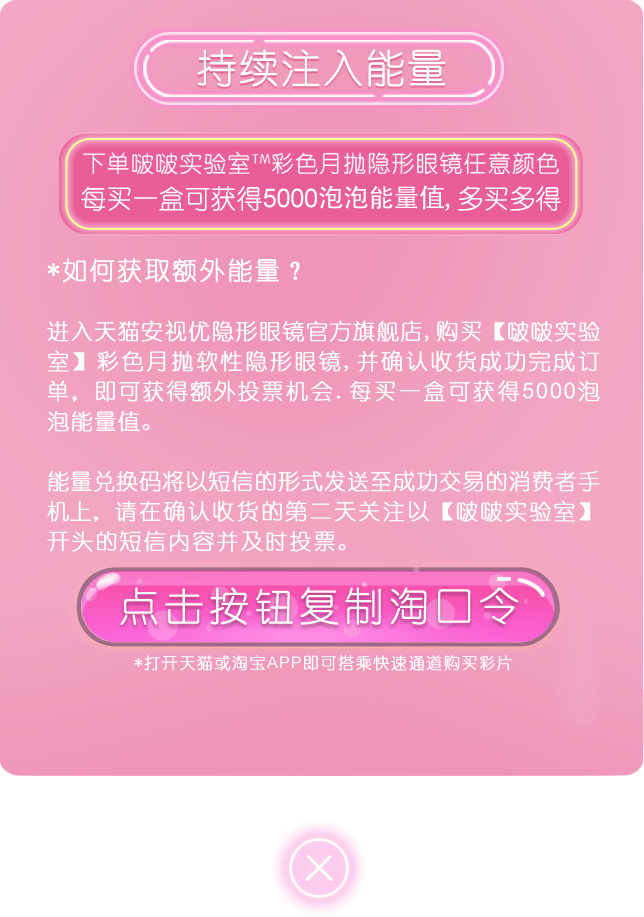 持续注入能量
下单啵啵实验室™彩色月抛隐形眼镜任意颜色
每买一盒可获得5000泡泡能量值,多买多得
*如何获取额外能量？
进入天猫安视优隐形眼镜官方旗舰店,购买【啵啵实验
室】彩色月抛软性隐形眼镜,并确认收货成功完成订
单，即可获得额外投票机会.每买一盒可获得5000泡
泡能量值。
能量兑换码将以短信的形式发送至成功交易的消费者手
机上，请在确认收货的第二天关注以【啵啵实验室】
开头的短信内容并及时投票。
点击按钮复制淘口令
*打开天猫或淘宝APP即可搭乘快速通道购买彩片